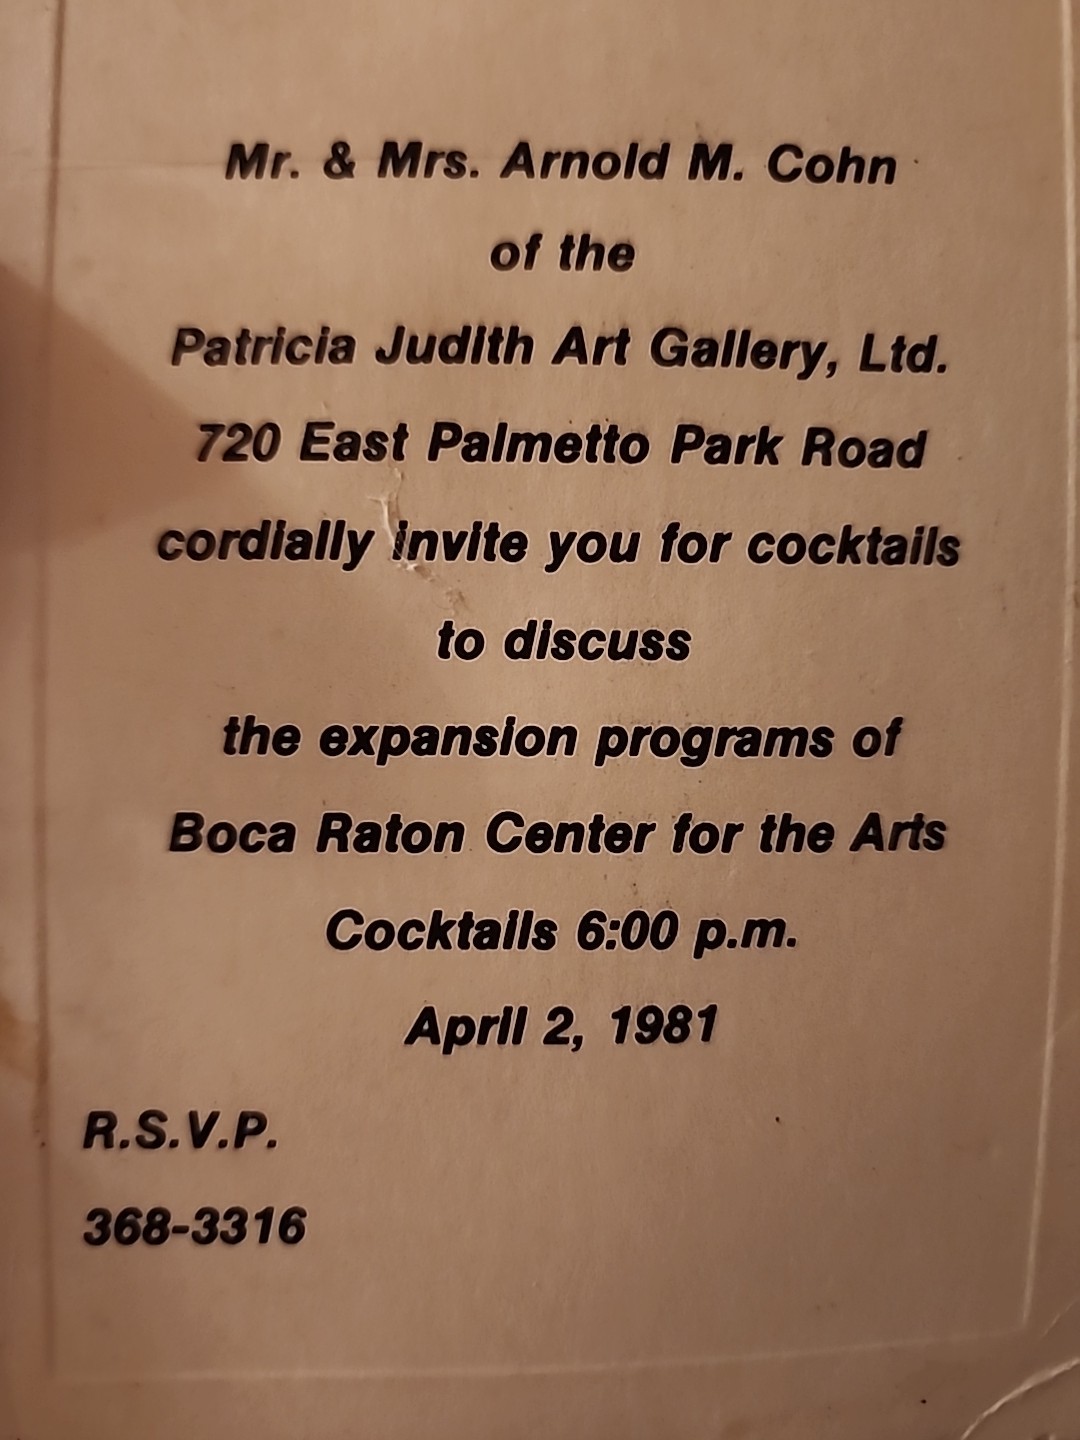 Mr. & Mrs. Arnold M. Cohn
of the
Patricia Judith Art Gallery, Ltd.
720 East Palmetto Park Road
cordially invite you for cocktails
to discuss
the expansion programs of
Boca Raton Center for the Arts
Cocktails 6:00 p.m.
April 2, 1981
R.S.V.P.
368-3316